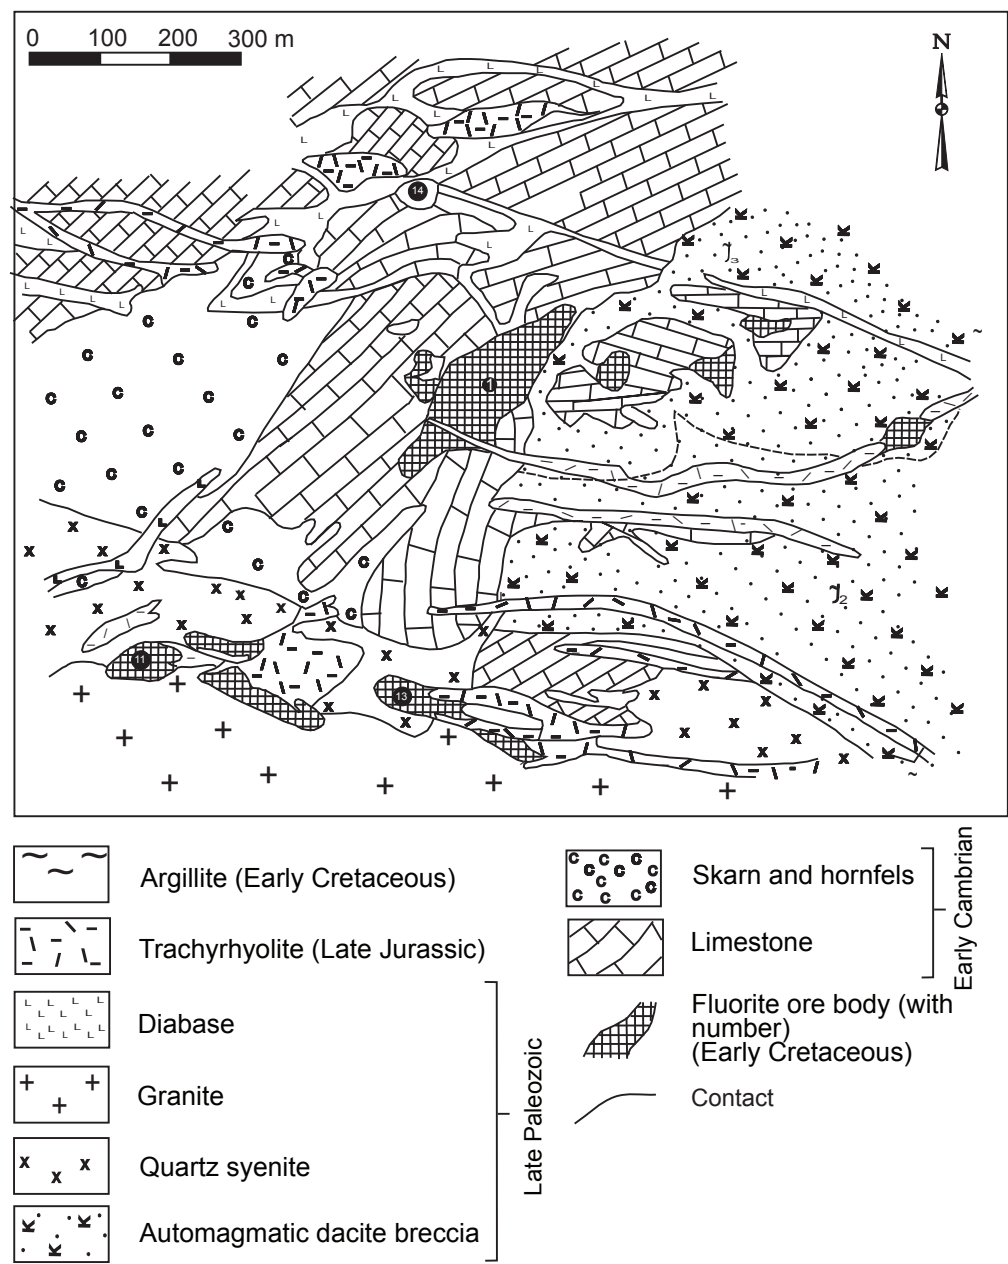 0 100 200 300 m
N
14
J3
1
J2
11
13
Argillite (Early Cretaceous)
Trachyrhyolite (Late Jurassic)
Diabase
Granite
Quartz syenite
Automagmatic dacite breccia
Late Paleozoic
Skarn and hornfels
Limestone
Early Cambrian
Fluorite ore body (with
number)
(Early Cretaceous)
Contact